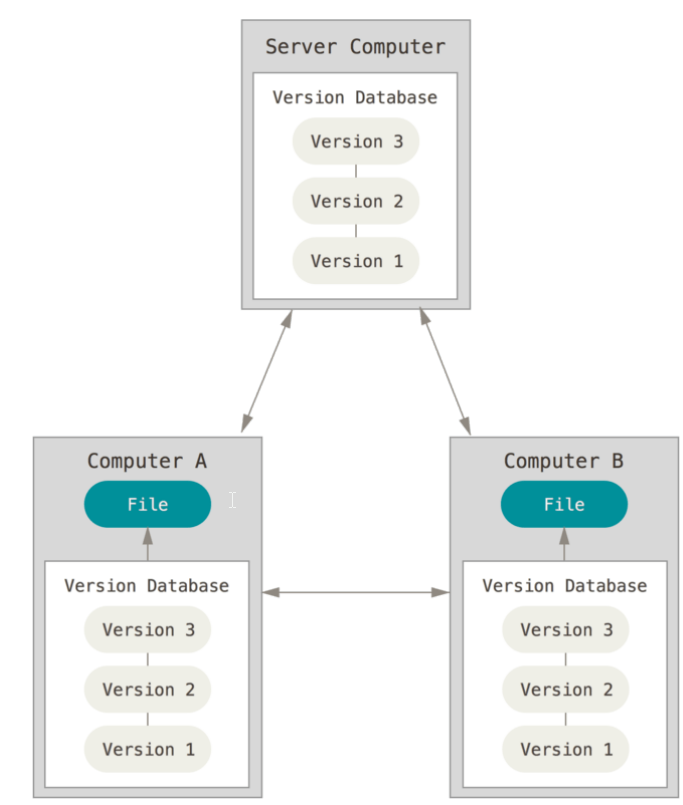 Server Computer
Version Database
Version 3
Version 2
Version 1
Computer A
File
Version Database
Version 3
Version 2
Version 1
Computer B
File
Version Database
Version 3
Version 2
Version 1